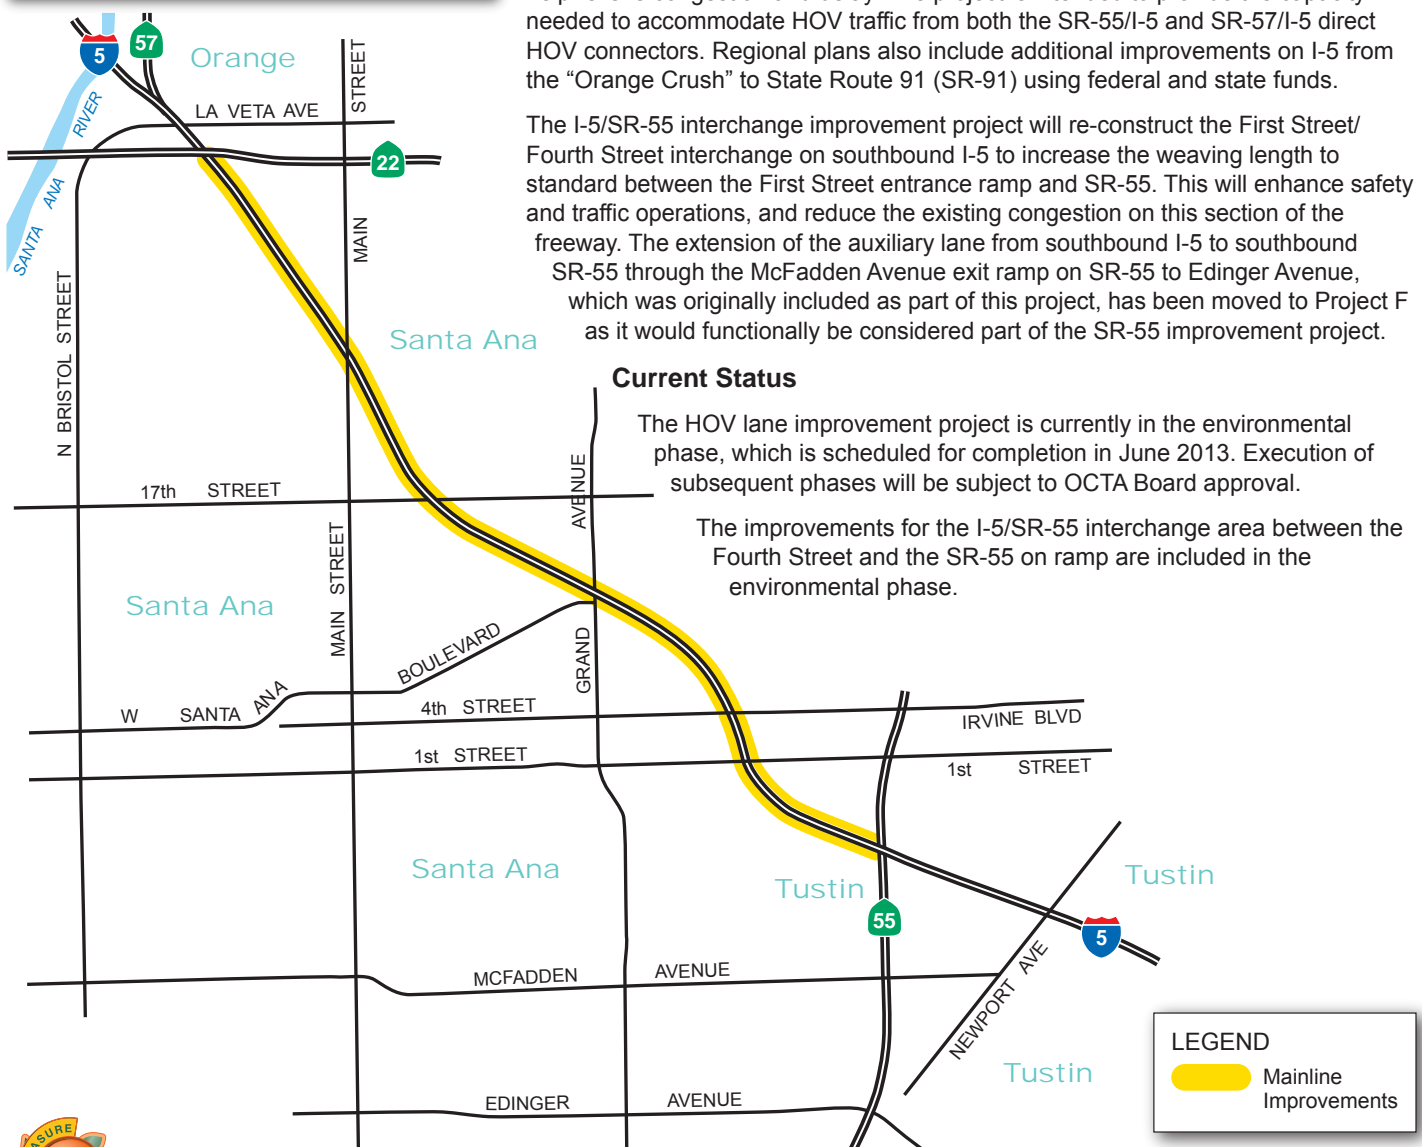 needed to accommodate HOV traffic from both the SR-55/I-5 and SR-57/I-5 direct
HOV connectors. Regional plans also include additional improvements on I-5 from
the “Orange Crush” to State Route 91 (SR-91) using federal and state funds.
The I-5/SR-55 interchange improvement project will re-construct the First Street/
Fourth Street interchange on southbound I-5 to increase the weaving length to
standard between the First Street entrance ramp and SR-55. This will enhance safety
and traffic operations, and reduce the existing congestion on this section of the
freeway. The extension of the auxiliary lane from southbound I-5 to southbound
SR-55 through the McFadden Avenue exit ramp on SR-55 to Edinger Avenue,
which was originally included as part of this project, has been moved to Project F
as it would functionally be considered part of the SR-55 improvement project.
Current Status
The HOV lane improvement project is currently in the environmental
phase, which is scheduled for completion in June 2013. Execution of
subsequent phases will be subject to OCTA Board approval.
The improvements for the I-5/SR-55 interchange area between the
Fourth Street and the SR-55 on ramp are included in the
environmental phase.
5
57
Orange
STREET
LA VETA AVE
22
SANTA ANA RIVER
MAIN
N BRISTOL STREET
Santa Ana
17th STREET
AVENUE
MAIN STREET
Santa Ana
BOULEVARD
GRAND
W SANTA ANA
4th STREET
IRVINE BLVD
1st STREET
1st STREET
Santa Ana
Tustin
Tustin
55
5
MCFADDEN AVENUE
NEWPORT AVE
Tustin
EDINGER AVENUE
LEGEND
Mainline
Improvements